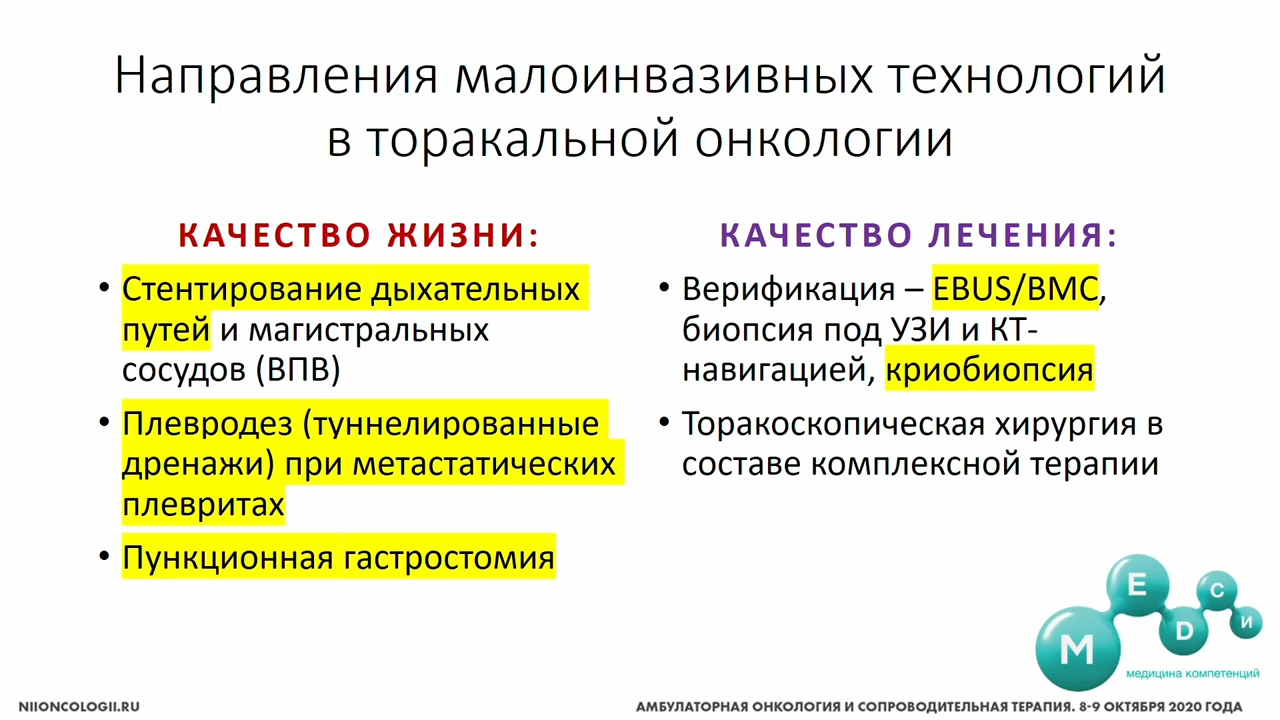 Направления малоинвазивных технологий
в торакальной онкологии
КАЧЕСТВО ЖИЗНИ:
• Стентирование дыхательных
путей и магистральных
сосудов (ВПВ)
• Плевродез (туннелированные
дренажи) при метастатических
плевритах
• Пункционная гастростомия
КАЧЕСТВО ЛЕЧЕНИЯ:
• Верификация – EBUS/ВМС,
биопсия под УЗИ и КТ-
навигацией, криобиопсия
• Торакоскопическая хирургия в
составе комплексной терапии
M E D С И
медицина компетенций
NIIONCOLOGII.RU
АМБУЛАТОРНАЯ ОНКОЛОГИЯ И СОПРОВОДИТЕЛЬНАЯ ТЕРАПИЯ. 8-9 ОКТЯБРЯ 2020 ГОДА